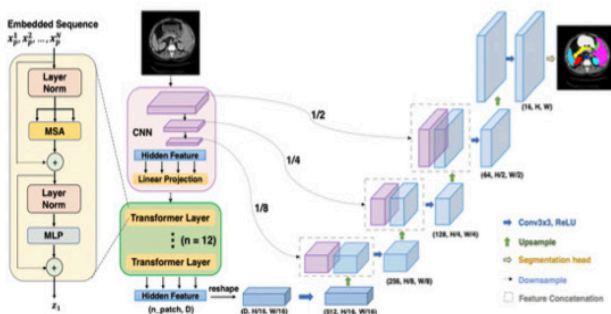 Embedded Sequence
x_p^1, x_p^2, ..., x_p^N
Layer
Norm
MSA
+
Layer
Norm
MLP
+
z_1
CNN
Hidden Feature
Linear Projection
Transformer Layer
(n = 12)
Transformer Layer
Hidden Feature
(n_patch, D)
reshape
(D, H/16, W/16)
(512, H/16, W/16)
1/2
1/4
1/8
(256, H/8, W/8)
(128, H/4, W/4)
(64, H/2, W/2)
(16, H, W)
Conv3x3, ReLU
Upsample
Segmentation head
Downsample
Feature Concatenation